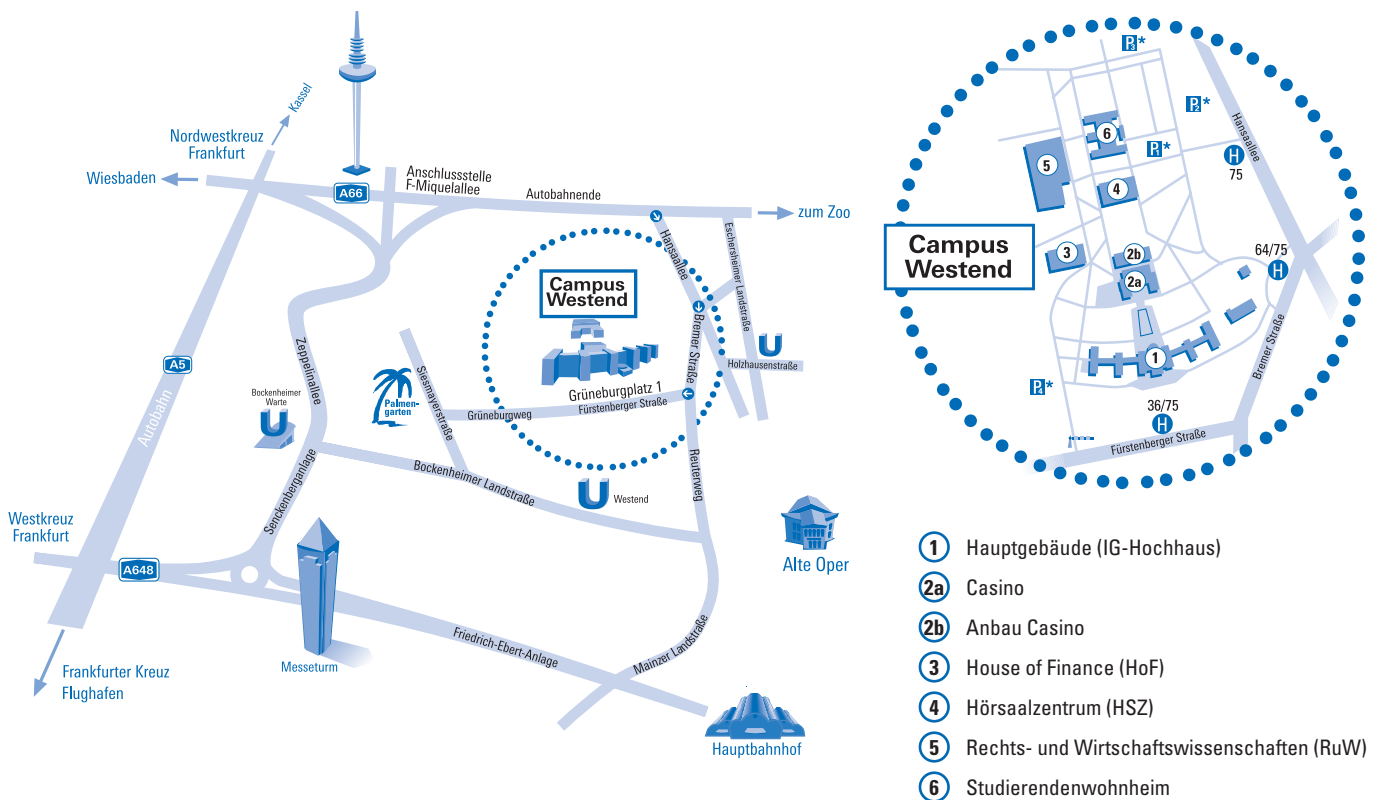 Kassel
Nordwestkreuz
Frankfurt
Wiesbaden
A66
Anschlussstelle
F-Miquelallee
Autobahnende
zum Zoo
Hansaallee
Eschersheimer Landstraße
Campus
Westend
Bremer Straße
U
Holzhausenstraße
A5
Autobahn
Zeppelinallee
Siesmayerstraße
Palmen-
garten
Grüneburgplatz 1
Grüneburgweg
Fürstenberger Straße
Bockenheimer
Warte
U
Senckenberganlage
Bockenheimer Landstraße
U
Westend
Reuterweg
Westkreuz
Frankfurt
A648
Alte Oper
Messeturm
Friedrich-Ebert-Anlage
Mainzer Landstraße
Frankfurter Kreuz
Flughafen
Hauptbahnhof
P3*
P2*
Hansaallee
6
P1*
H
75
5
4
Campus
Westend
3
2b
2a
64/75
H
1
Bremer Straße
P4*
36/75
H
Fürstenberger Straße
1 Hauptgebäude (IG-Hochhaus)
2a Casino
2b Anbau Casino
3 House of Finance (HoF)
4 Hörsaalzentrum (HSZ)
5 Rechts- und Wirtschaftswissenschaften (RuW)
6 Studierendenwohnheim